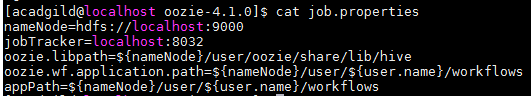 [acadgild@localhost oozie-4.1.0]$ cat job.properties
nameNode=hdfs://localhost:9000
jobTracker=localhost:8032
oozie.libpath=${nameNode}/user/oozie/share/lib/hive
oozie.wf.application.path=${nameNode}/user/${user.name}/workflows
appPath=${nameNode}/user/${user.name}/workflows